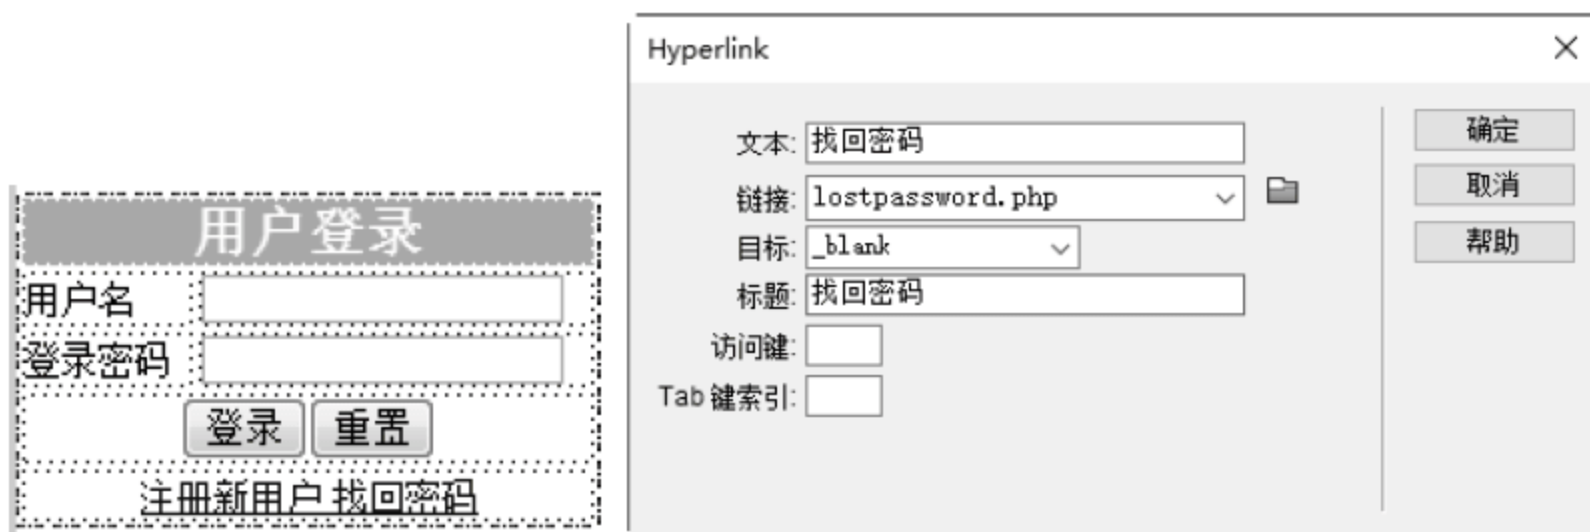 用户登录
用户名
登录密码
登录 重置
注册新用户 找回密码
Hyperlink
文本: 找回密码
链接: lostpassword.php
目标: _blank
标题: 找回密码
访问键:
Tab 键索引:
确定
取消
帮助